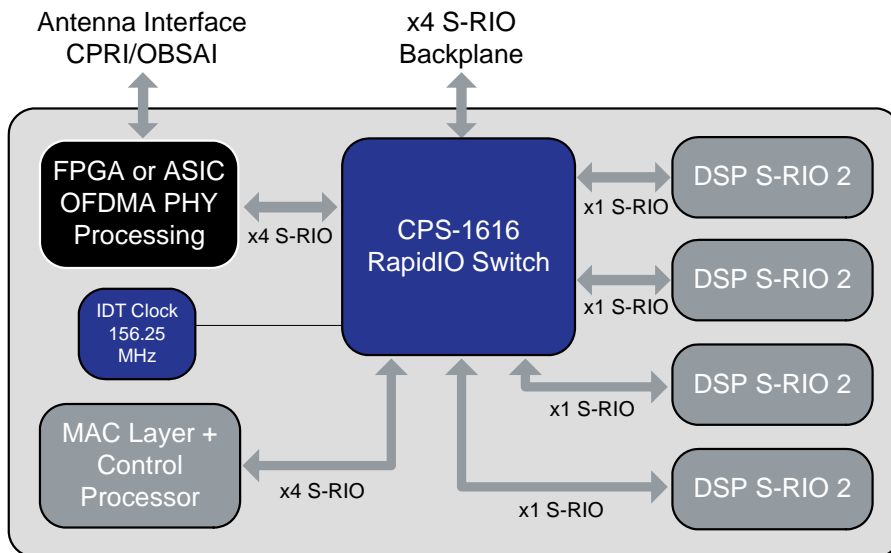 Antenna Interface
CPRI/OBSAI
x4 S-RIO
Backplane
FPGA or ASIC
OFDMA PHY
Processing
x4 S-RIO
CPS-1616
RapidIO Switch
DSP S-RIO 2
x1 S-RIO
DSP S-RIO 2
x1 S-RIO
IDT Clock
156.25
MHz
DSP S-RIO 2
x1 S-RIO
MAC Layer +
Control
Processor
x4 S-RIO
DSP S-RIO 2
x1 S-RIO